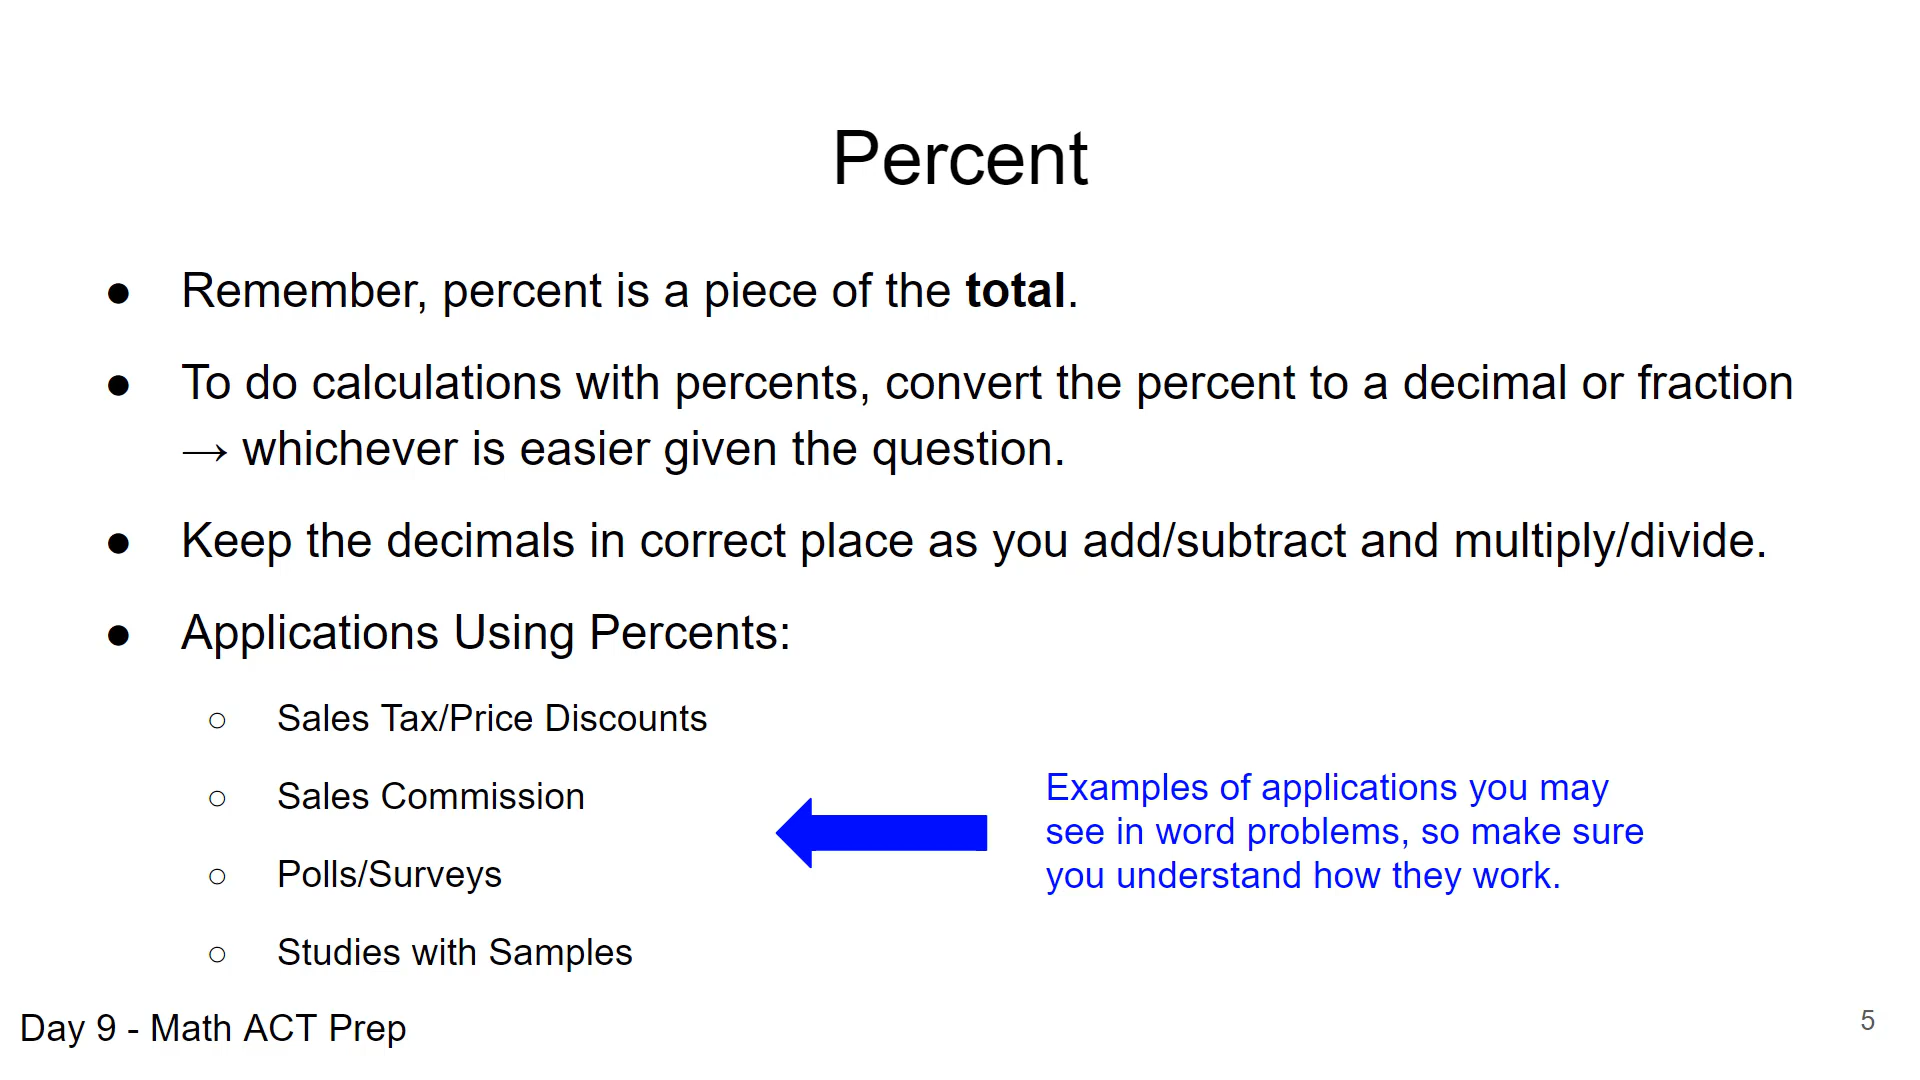 Percent
● Remember, percent is a piece of the total.
● To do calculations with percents, convert the percent to a decimal or fraction
→ whichever is easier given the question.
● Keep the decimals in correct place as you add/subtract and multiply/divide.
● Applications Using Percents:
○ Sales Tax/Price Discounts
○ Sales Commission
○ Polls/Surveys
○ Studies with Samples
Examples of applications you may
see in word problems, so make sure
you understand how they work.
Day 9 - Math ACT Prep
5